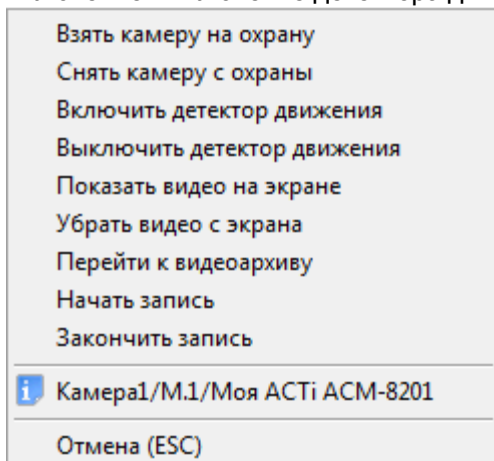 Взять камеру на охрану
Снять камеру с охраны
Включить детектор движения
Выключить детектор движения
Показать видео на экране
Убрать видео с экрана
Перейти к видеоархиву
Начать запись
Закончить запись
Камера1/М.1/Моя ACTi ACM-8201
Отмена (ESC)